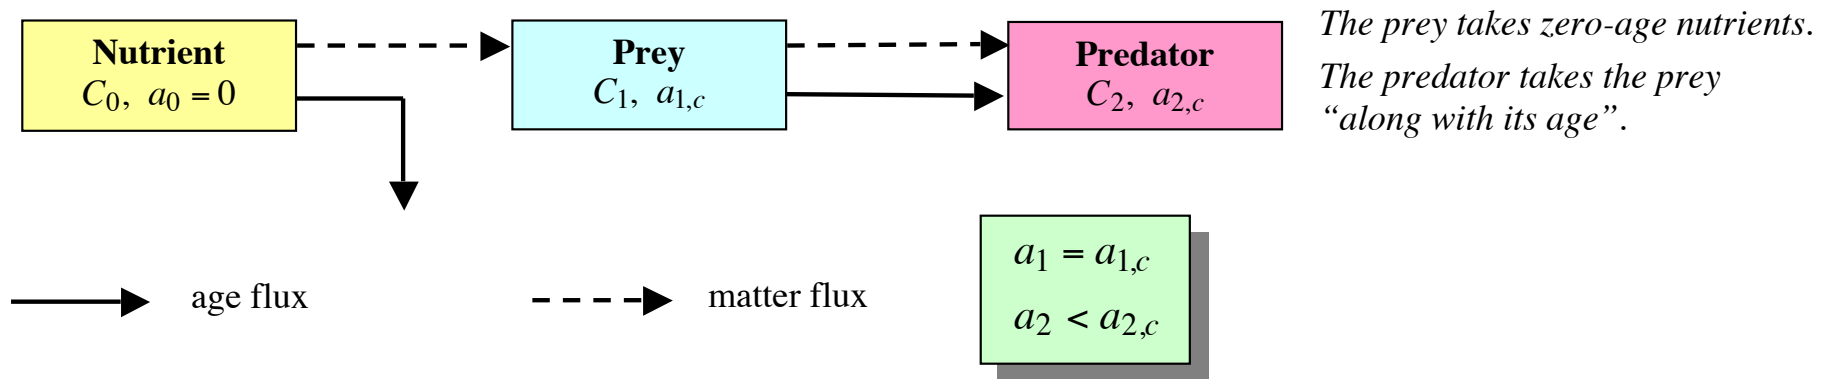 Nutrient
C₀, a₀ = 0
Prey
C₁, a₁,c
Predator
C₂, a₂,c
The prey takes zero-age nutrients.
The predator takes the prey
“along with its age”.
age flux
matter flux
a₁ = a₁,c
a₂ < a₂,c